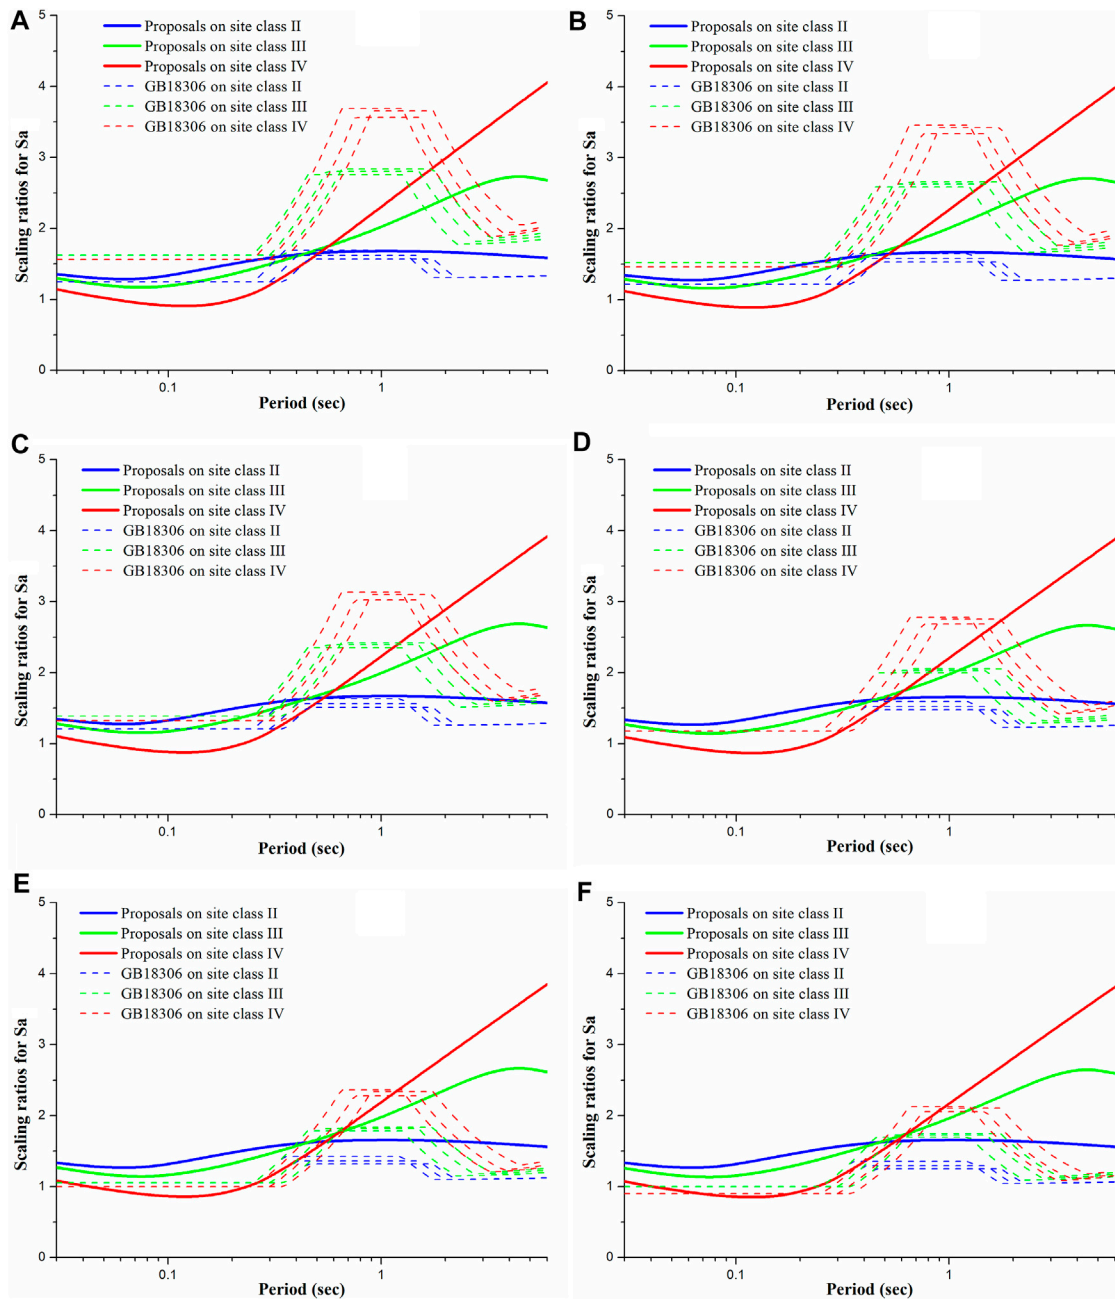 A
5
4
3
2
1
0
Scaling ratios for Sa
Proposals on site class II
Proposals on site class III
Proposals on site class IV
GB18306 on site class II
GB18306 on site class III
GB18306 on site class IV
0.1
1
Period (sec)
B
5
4
3
2
1
0
Scaling ratios for Sa
Proposals on site class II
Proposals on site class III
Proposals on site class IV
GB18306 on site class II
GB18306 on site class III
GB18306 on site class IV
0.1
1
Period (sec)
C
5
4
3
2
1
0
Scaling ratios for Sa
Proposals on site class II
Proposals on site class III
Proposals on site class IV
GB18306 on site class II
GB18306 on site class III
GB18306 on site class IV
0.1
1
Period (sec)
D
5
4
3
2
1
0
Scaling ratios for Sa
Proposals on site class II
Proposals on site class III
Proposals on site class IV
GB18306 on site class II
GB18306 on site class III
GB18306 on site class IV
0.1
1
Period (sec)
E
5
4
3
2
1
0
Scaling ratios for Sa
Proposals on site class II
Proposals on site class III
Proposals on site class IV
GB18306 on site class II
GB18306 on site class III
GB18306 on site class IV
0.1
1
Period (sec)
F
5
4
3
2
1
0
Scaling ratios for Sa
Proposals on site class II
Proposals on site class III
Proposals on site class IV
GB18306 on site class II
GB18306 on site class III
GB18306 on site class IV
0.1
1
Period (sec)